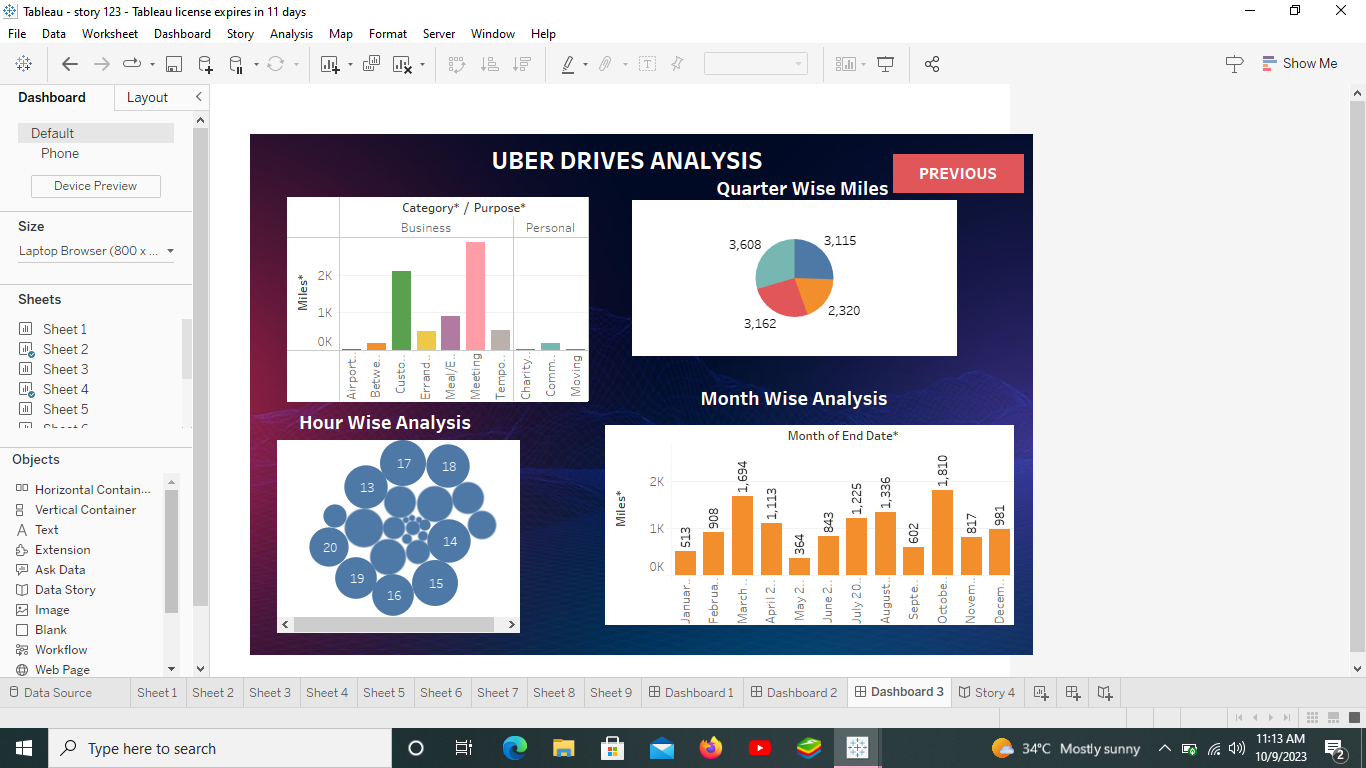 Tableau - story 123 - Tableau license expires in 11 days
File Data Worksheet Dashboard Story Analysis Map Format Server Window Help
Show Me
Dashboard Layout
Default
Phone
Device Preview
Size
Laptop Browser (800 x ...
Sheets
Sheet 1
Sheet 2
Sheet 3
Sheet 4
Sheet 5
Objects
Horizontal Contain...
Vertical Container
Text
Extension
Ask Data
Data Story
Image
Blank
Workflow
Web Page
UBER DRIVES ANALYSIS
PREVIOUS
Category* / Purpose*
Business Personal
Miles*
2K
1K
0K
Airport..
Betwe..
Custo..
Errand..
Meal/E..
Meeting
Tempo..
Charity..
Comm..
Moving
Quarter Wise Miles
3,608 3,115
3,162 2,320
Hour Wise Analysis
17
18
13
14
20
19
15
16
Month Wise Analysis
Month of End Date*
Miles*
2K
1K
0K
513
908
1,694
1,113
364
843
1,225
1,336
602
1,810
817
981
Januar..
Februa..
March ..
April 2..
May 2..
June 2..
July 20..
August..
Septe..
Octobe..
Novem..
Decem..
Data Source Sheet 1 Sheet 2 Sheet 3 Sheet 4 Sheet 5 Sheet 6 Sheet 7 Sheet 8 Sheet 9 Dashboard 1 Dashboard 2 Dashboard 3 Story 4
Type here to search
34°C Mostly sunny
11:13 AM
10/9/2023
2